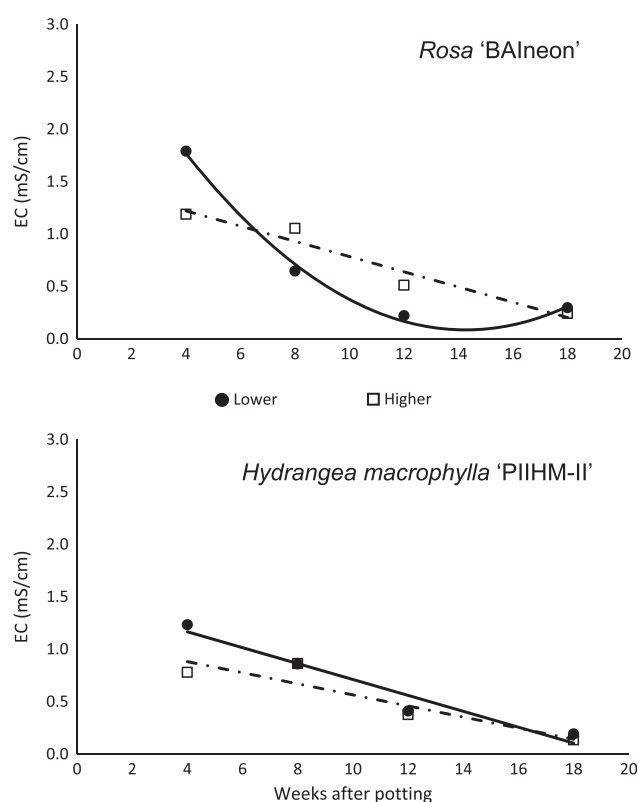 3.0
Rosa ‘BAIneon’
2.5
2.0
1.5
1.0
0.5
0.0
EC (mS/cm)
0 2 4 6 8 10 12 14 16 18 20
Lower Higher
3.0
Hydrangea macrophylla ‘PIIHM-II’
2.5
2.0
1.5
1.0
0.5
0.0
EC (mS/cm)
0 2 4 6 8 10 12 14 16 18 20
Weeks after potting